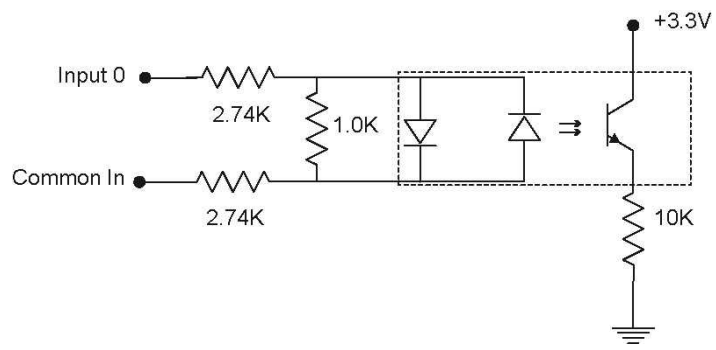 +3.3V
Input 0
2.74K
1.0K
Common In
2.74K
10K